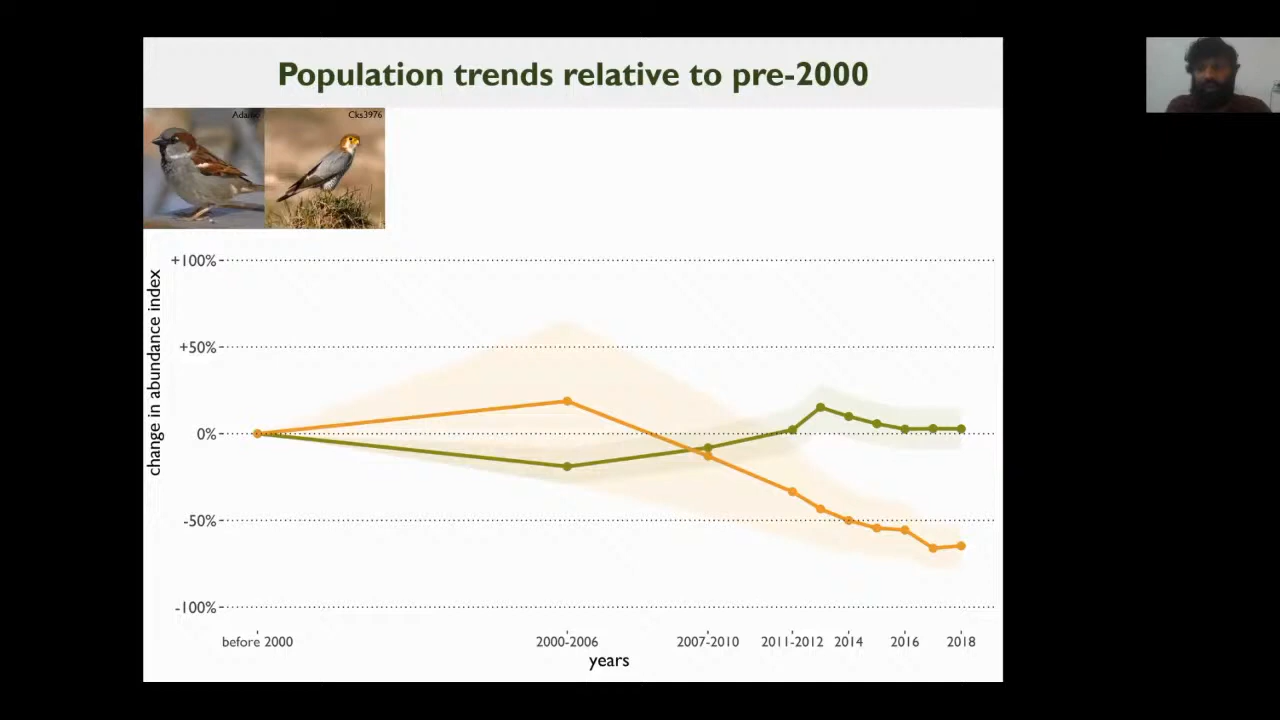 Population trends relative to pre-2000
Cks3976
change in abundance index
+100%
+50%
0%
-50%
-100%
before 2000
2000-2006
2007-2010
2011-2012
2014
2016
2018
years